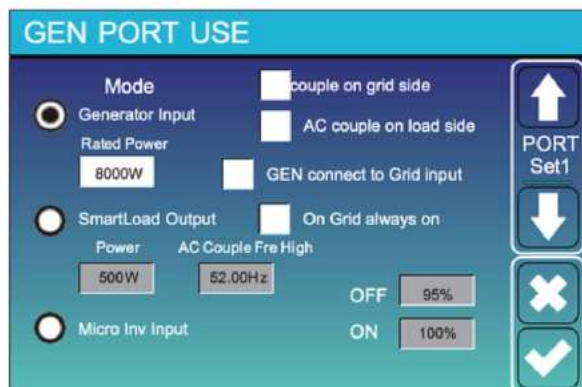 GEN PORT USE
Mode
couple on grid side
Generator Input
AC couple on load side
Rated Power
8000W
GEN connect to Grid input
SmartLoad Output
On Grid always on
Power
AC Couple Fre High
500W
52.00Hz
OFF
95%
Micro Inv Input
ON
100%
PORT
Set1